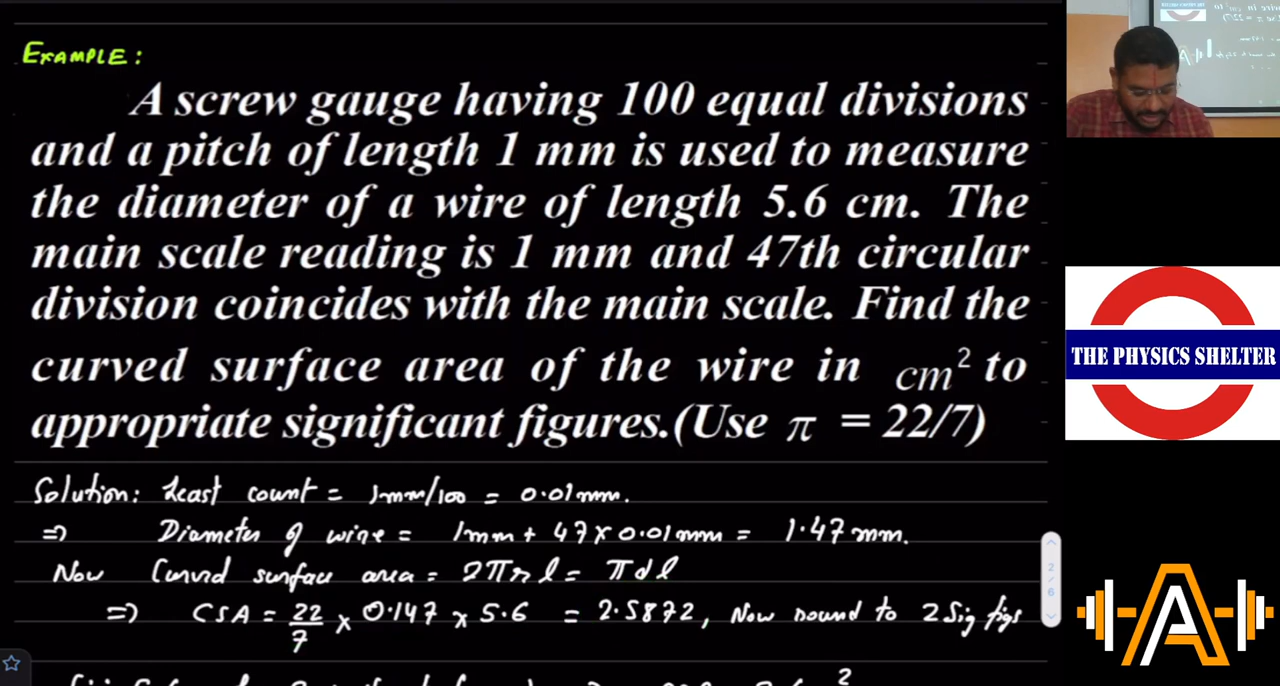 EXAMPLE:
A screw gauge having 100 equal divisions
and a pitch of length 1 mm is used to measure
the diameter of a wire of length 5.6 cm. The
main scale reading is 1 mm and 47th circular
division coincides with the main scale. Find the
curved surface area of the wire in cm² to
appropriate significant figures.(Use π = 22/7)
Solution: Least count = 1mm/100 = 0.01mm.
⇒ Diameter of wire = 1mm + 47×0.01mm = 1.47mm.
Now Curved surface area = 2πrl = πdl
⇒ CSA = 22/7 × 0.147 × 5.6 = 2.5872, Now round to 2 Sig figs
THE PHYSICS SHELTER
2/6
A